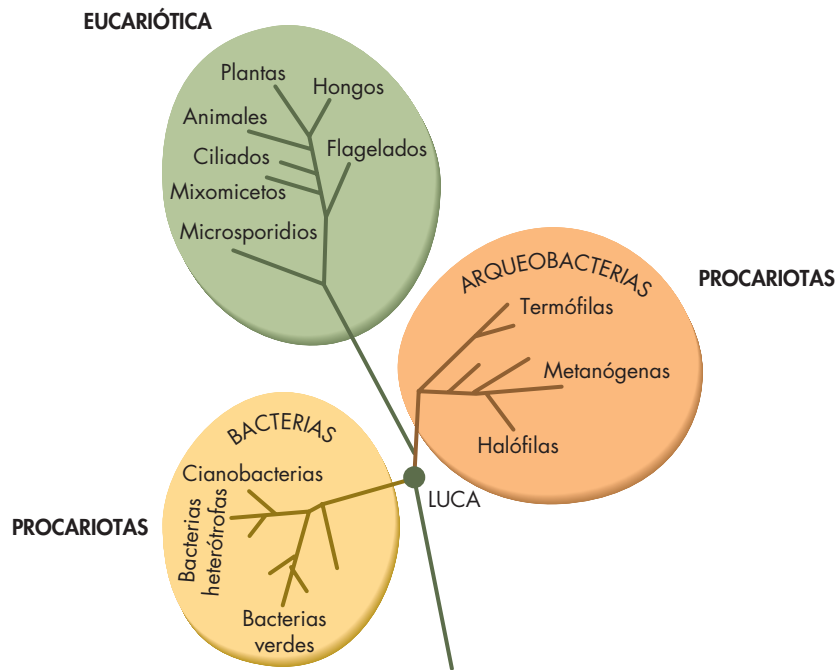 EUCARIÓTICA
Plantas
Hongos
Animales
Ciliados
Flagelados
Mixomicetos
Microsporidios
ARQUEOBACTERIAS
PROCARIOTAS
Termófilas
Metanógenas
Halófilas
BACTERIAS
Cianobacterias
LUCA
PROCARIOTAS
Bacterias
heterótrofas
Bacterias
verdes